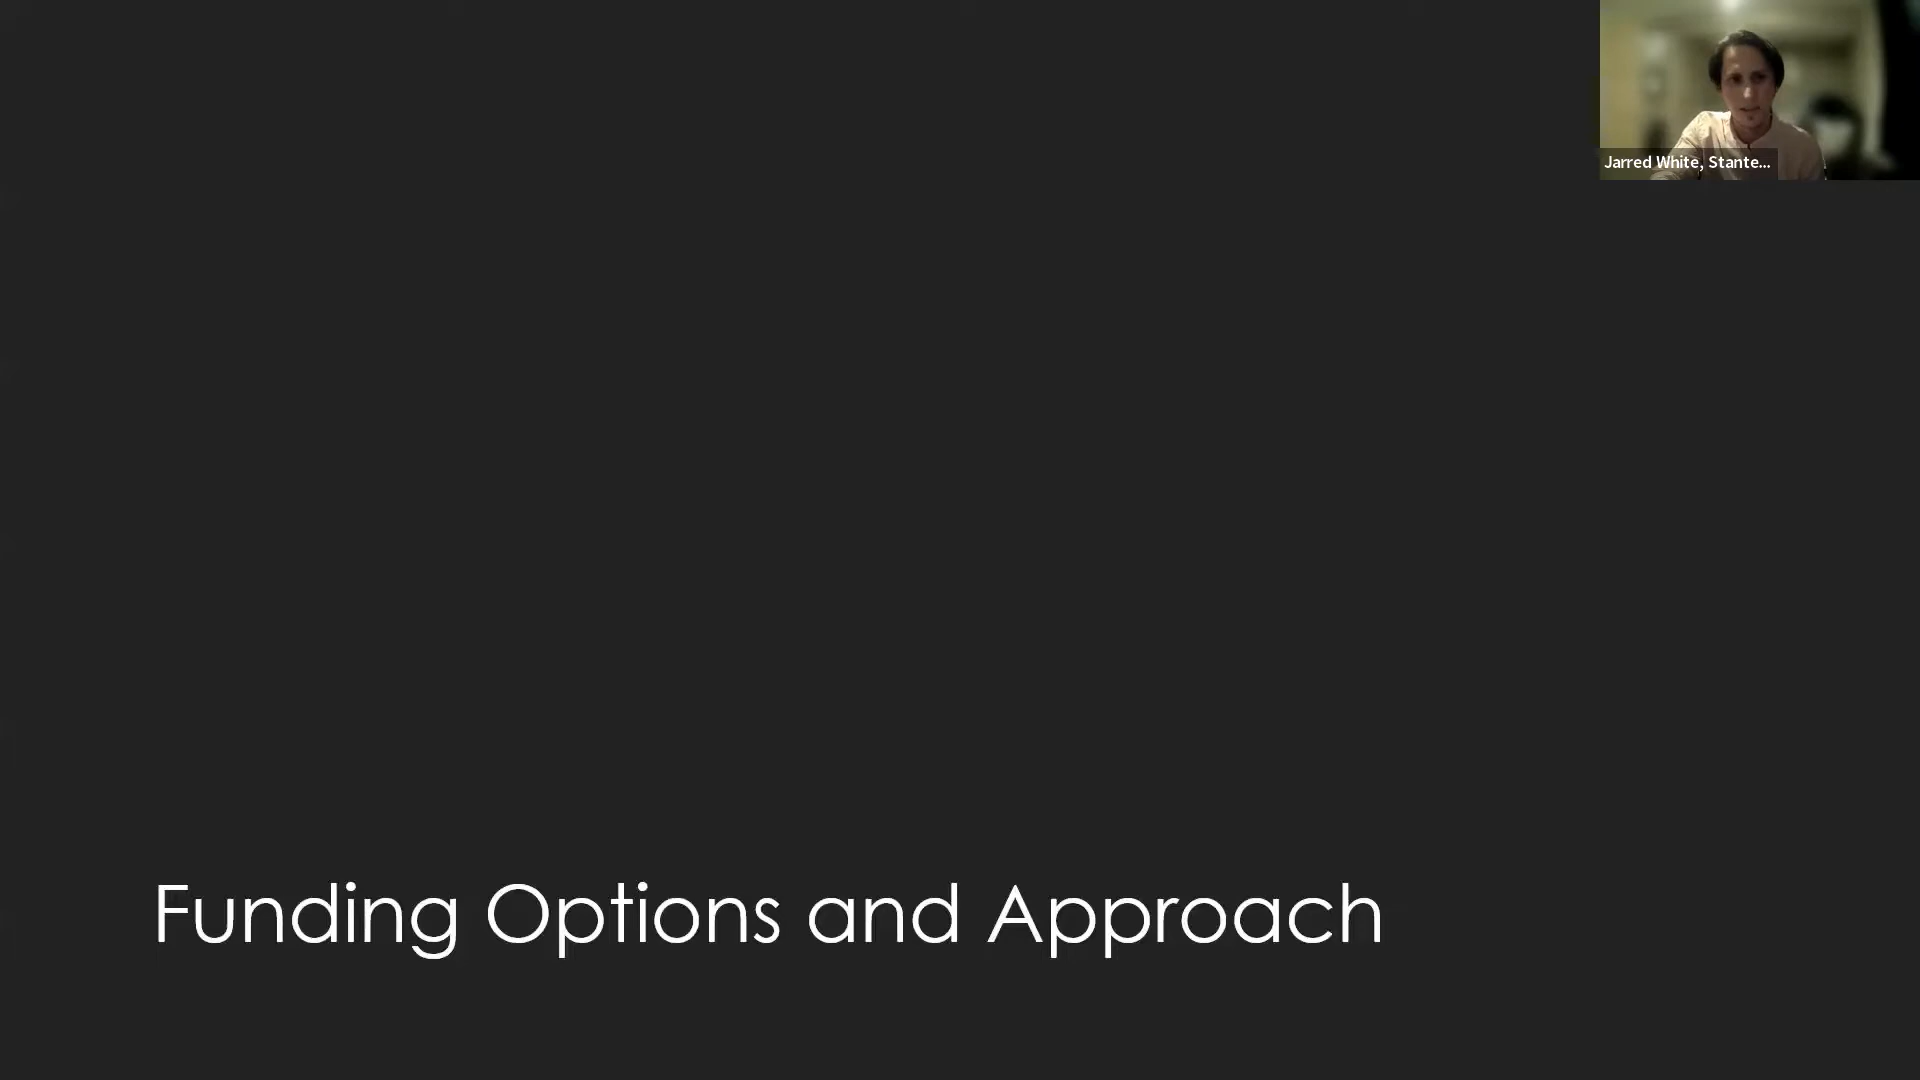 Jarred White, Stante...
Funding Options and Approach